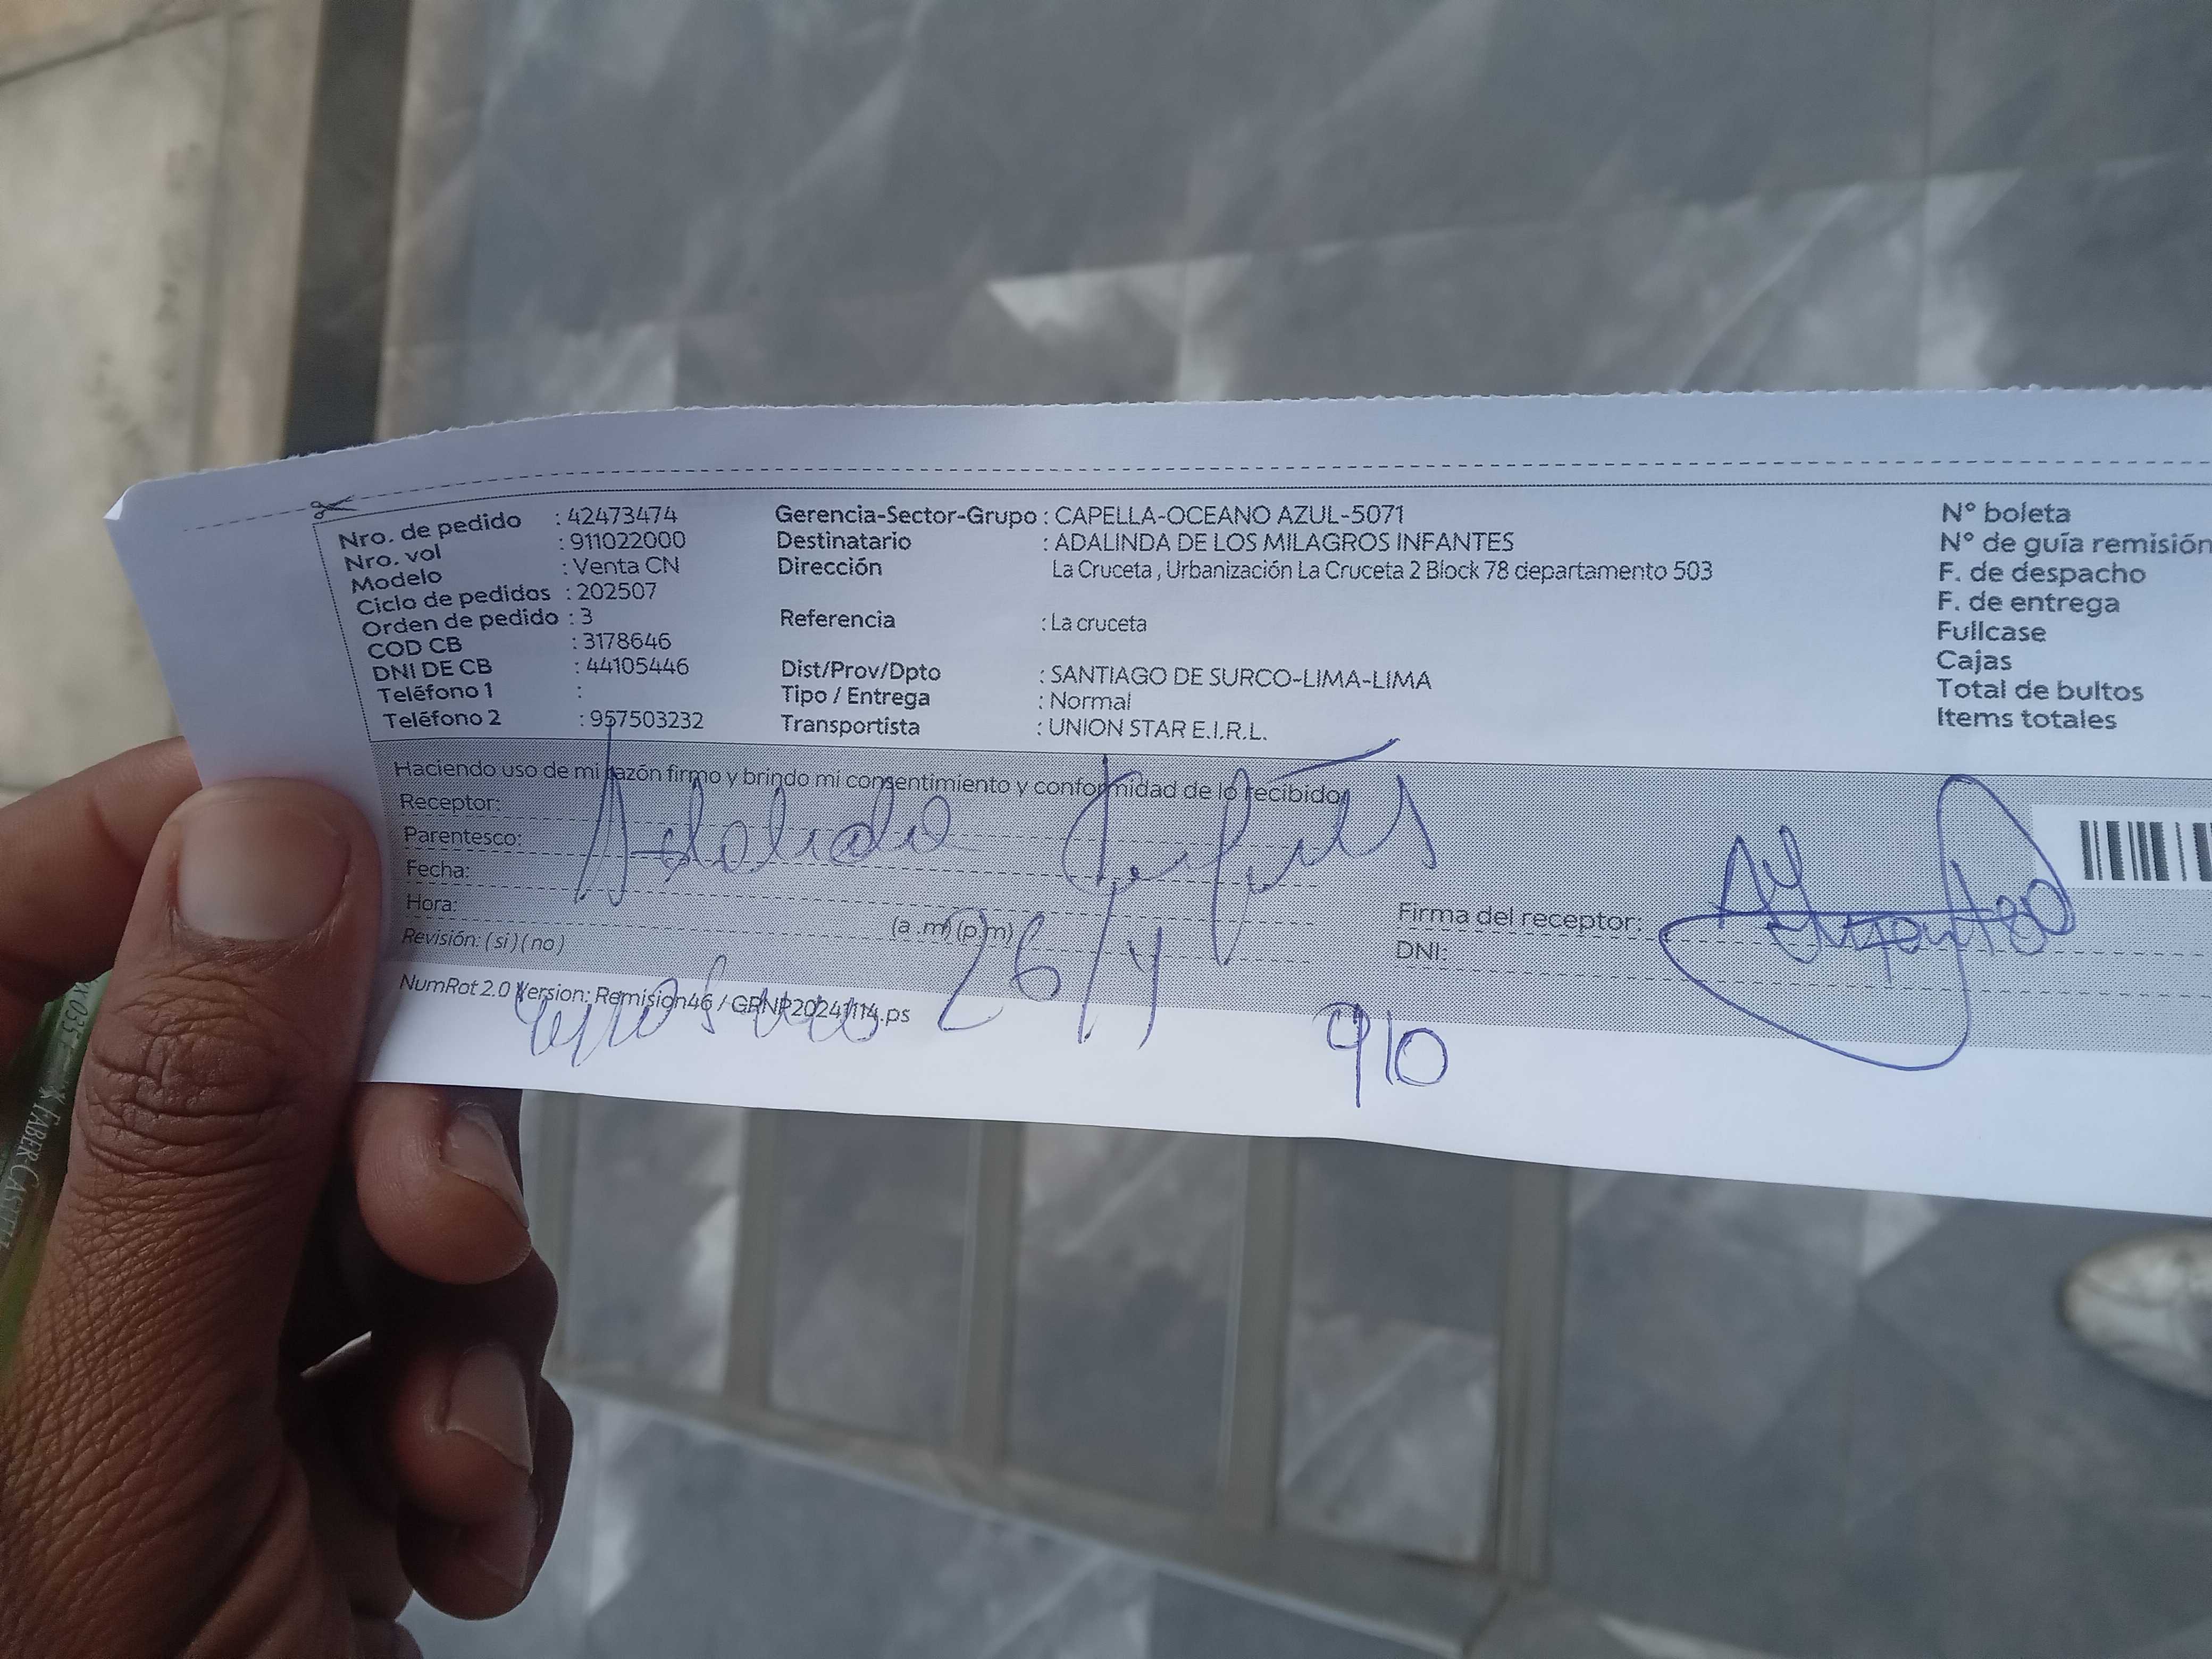 Nro. de pedido : 42473474
Nro. vol : 911022000
Modelo : Venta CN
Ciclo de pedidos : 202507
Orden de pedido : 3
COD CB : 3178646
DNI DE CB : 44105446
Teléfono 1 :
Teléfono 2 : 957503232
Gerencia-Sector-Grupo : CAPELLA-OCEANO AZUL-5071
Destinatario : ADALINDA DE LOS MILAGROS INFANTES
Dirección La Cruceta , Urbanización La Cruceta 2 Block 78 departamento 503
Referencia : La cruceta
Dist/Prov/Dpto : SANTIAGO DE SURCO-LIMA-LIMA
Tipo / Entrega : Normal
Transportista : UNION STAR E.I.R.L.
N° boleta
N° de guía remisión
F. de despacho
F. de entrega
Fullcase
Cajas
Total de bultos
Items totales
Haciendo uso de mi razón firmo y brindo mi consentimiento y conformidad de lo recibido
Receptor:
Parentesco:
Fecha:
Hora: (a .m) (p.m)
Revisión: ( si ) ( no )
26/4
910
Firma del receptor:
DNI:
NumRot 2.0 Version: Remision46 / GRNP20241114.ps
FABER-CASTELL
035